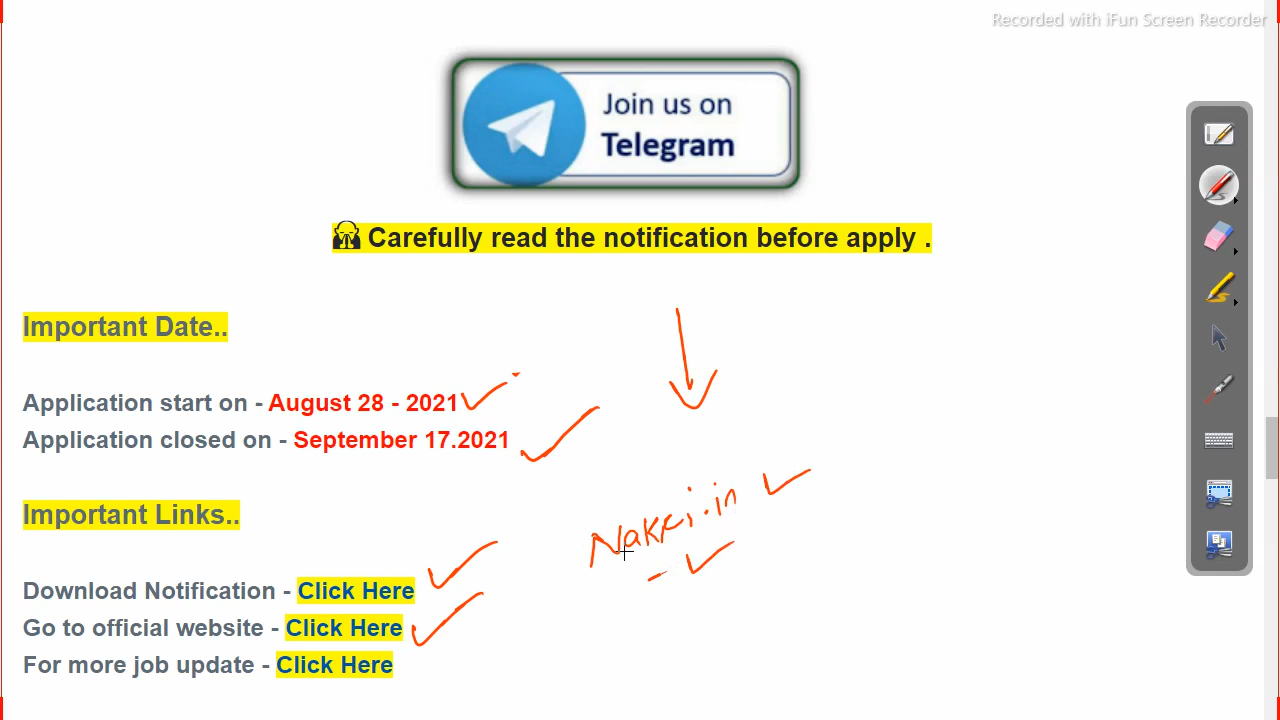 Recorded with iFun Screen Recorder
Join us on
Telegram
Carefully read the notification before apply .
Important Date..
Application start on - August 28 - 2021
Application closed on - September 17.2021
Nakri.in
Important Links..
Download Notification - Click Here
Go to official website - Click Here
For more job update - Click Here